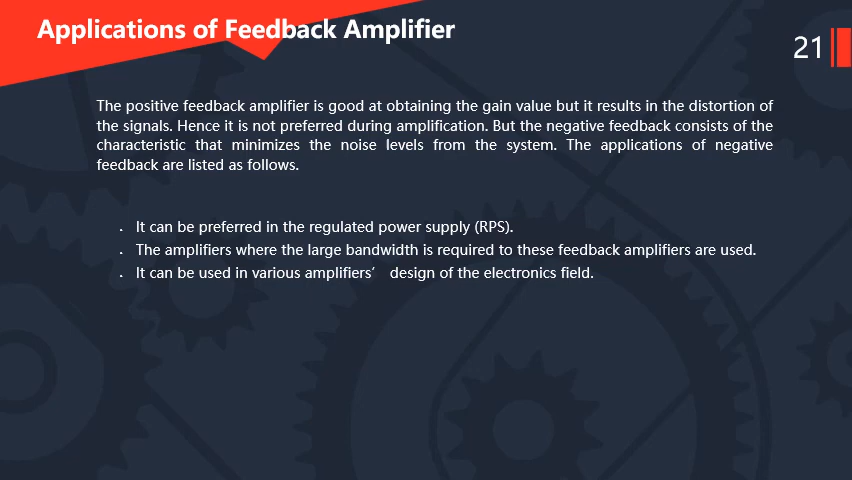 Applications of Feedback Amplifier
21
The positive feedback amplifier is good at obtaining the gain value but it results in the distortion of
the signals. Hence it is not preferred during amplification. But the negative feedback consists of the
characteristic that minimizes the noise levels from the system. The applications of negative
feedback are listed as follows.
. It can be preferred in the regulated power supply (RPS).
. The amplifiers where the large bandwidth is required to these feedback amplifiers are used.
. It can be used in various amplifiers’ design of the electronics field.